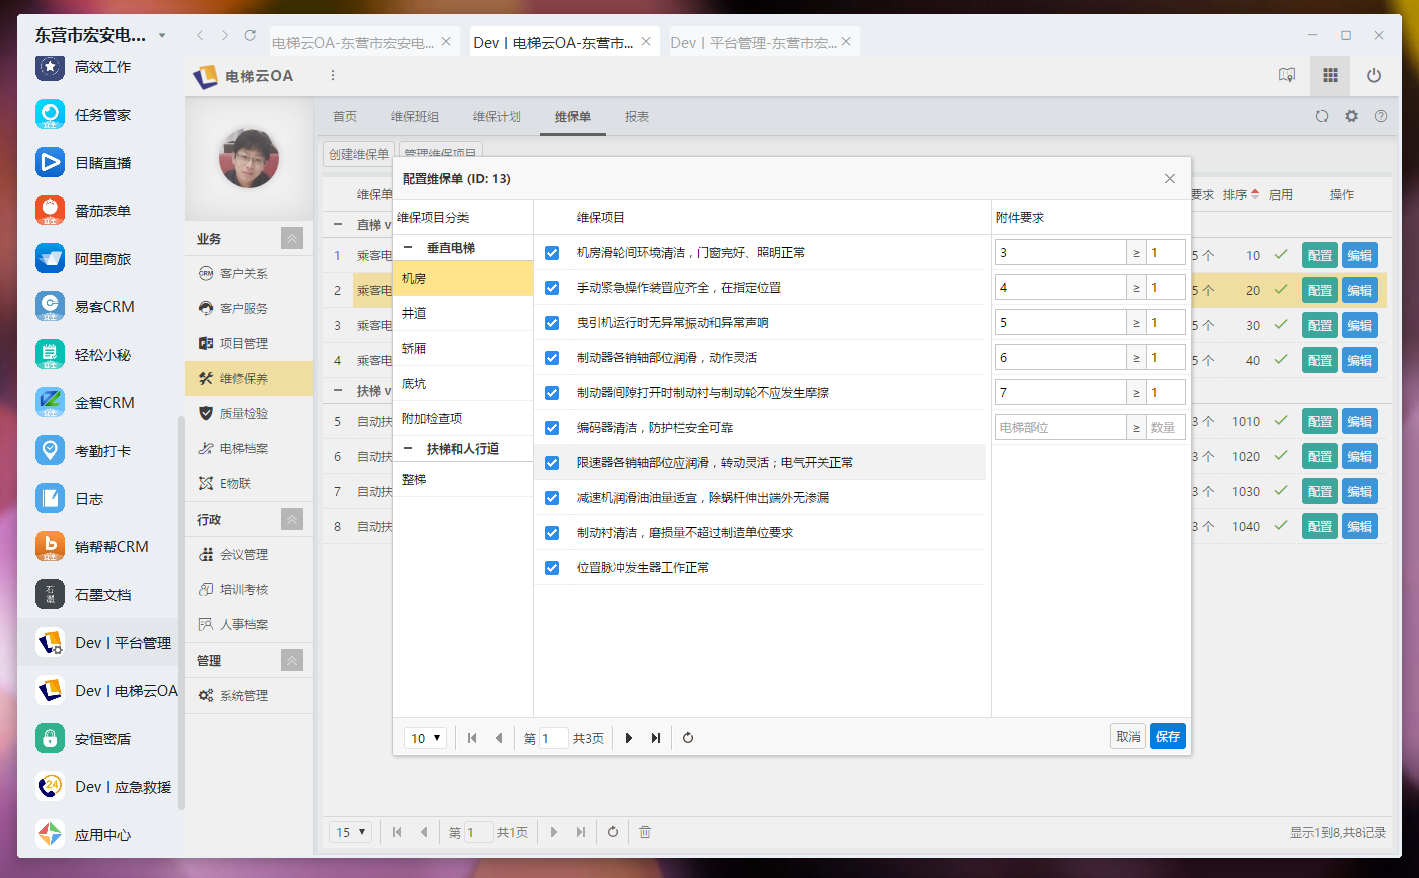 东营市宏安电...
电梯云OA-东营市宏安电...
Dev丨电梯云OA-东营市...
Dev丨平台管理-东营市宏...
高效工作
任务管家
目睹直播
番茄表单
阿里商旅
易客CRM
轻松小秘
金智CRM
考勤打卡
日志
销帮帮CRM
石墨文档
Dev丨平台管理
Dev丨电梯云OA
安恒密盾
Dev丨应急救援
应用中心
电梯云OA
业务
客户关系
客户服务
项目管理
维修保养
质量检验
电梯档案
E物联
行政
会议管理
培训考核
人事档案
管理
系统管理
首页 维保班组 维保计划 维保单 报表
创建维保单 管理维保项目
维保单 要求 排序 启用 操作
直梯 v
1 乘客电 5 个 10 配置 编辑
2 乘客电 5 个 20 配置 编辑
3 乘客电 5 个 30 配置 编辑
4 乘客电 5 个 40 配置 编辑
扶梯 v
5 自动扶 3 个 1010 配置 编辑
6 自动扶 3 个 1020 配置 编辑
7 自动扶 3 个 1030 配置 编辑
8 自动扶 3 个 1040 配置 编辑
配置维保单 (ID: 13)
维保项目分类
垂直电梯
机房
井道
轿厢
底坑
附加检查项
扶梯和人行道
整梯
维保项目
机房滑轮间环境清洁，门窗完好、照明正常
手动紧急操作装置应齐全，在指定位置
曳引机运行时无异常振动和异常声响
制动器各销轴部位润滑，动作灵活
制动器间隙打开时制动衬与制动轮不应发生摩擦
编码器清洁，防护栏安全可靠
限速器各销轴部位应润滑，转动灵活；电气开关正常
减速机润滑油油量适宜，除蜗杆伸出端外无渗漏
制动衬清洁，磨损量不超过制造单位要求
位置脉冲发生器工作正常
附件要求
3 ≥ 1
4 ≥ 1
5 ≥ 1
6 ≥ 1
7 ≥ 1
电梯部位 ≥ 数量
10 第 1 共3页
取消 保存
15 第 1 共1页
显示1到8,共8记录